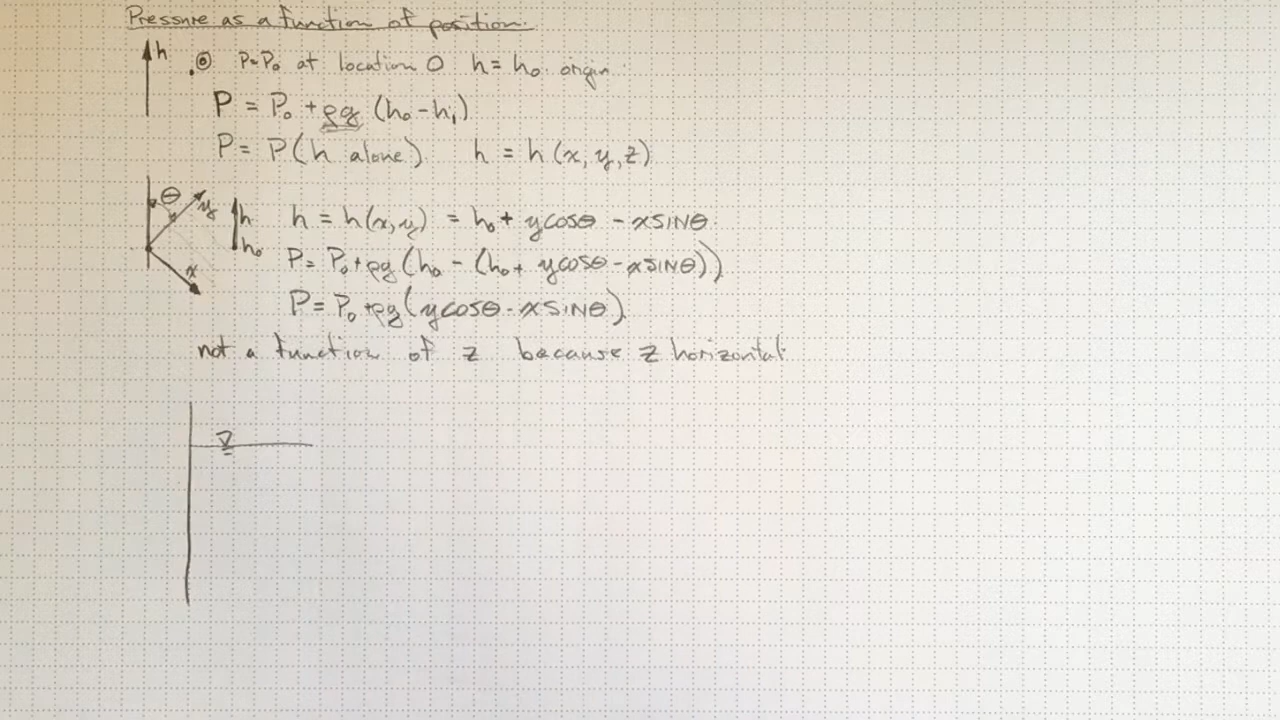 Pressure as a function of position.
h
P=P₀ at location O h = h₀ origin
P = P₀ + ρg (h₀ - h₁)
P = P(h alone) h = h(x, y, z)
θ y h h₀ x
h = h(x,y) = h₀ + y cosθ - x SINθ
P = P₀ + ρg (h₀ - (h₀ + y cosθ - x SINθ))
P = P₀ + ρg (y cosθ - x SINθ)
not a function of z because z horizontal